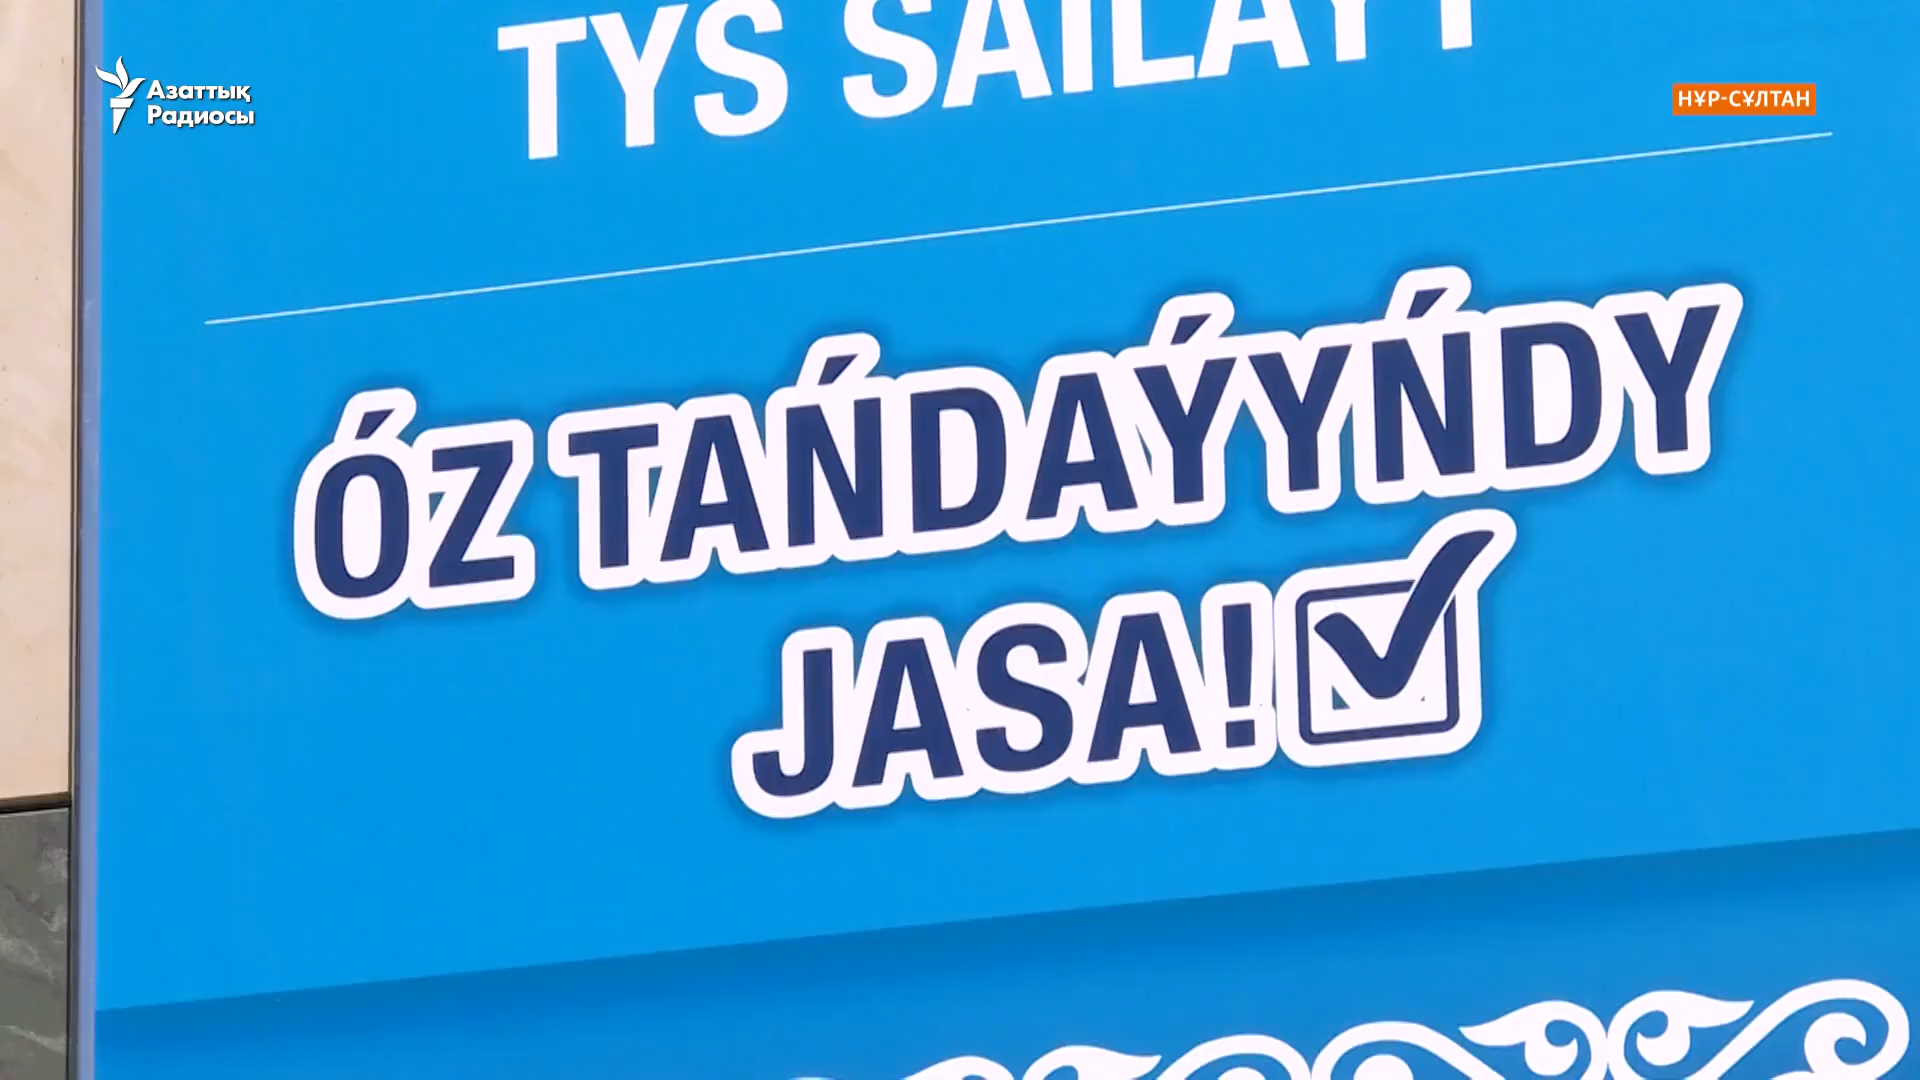 TYS SAILAÝY
Азаттық
Радиосы
НҰР-СҰЛТАН
ÓZ TAŃDAÝYŃDY
JASA!